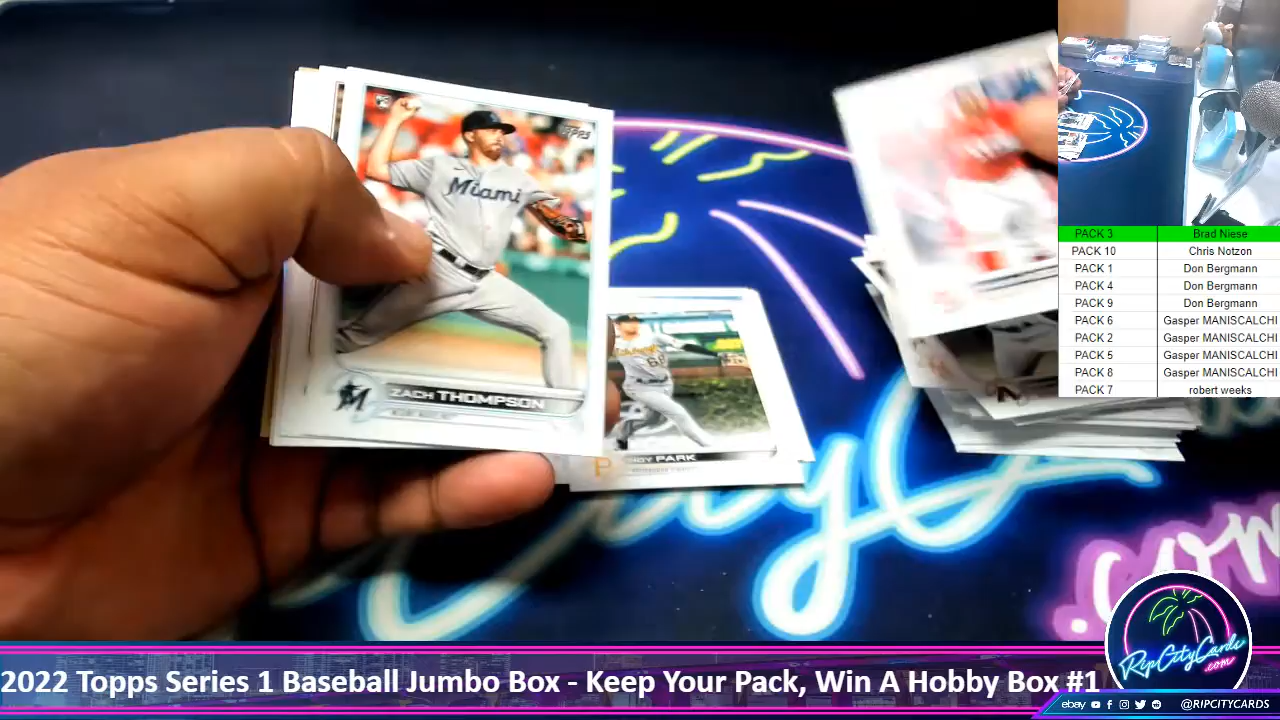 TOPPS
Miami
ZACH THOMPSON
PARK
P
PACK 3 Brad Niese
PACK 10 Chris Notzon
PACK 1 Don Bergmann
PACK 4 Don Bergmann
PACK 9 Don Bergmann
PACK 6 Gasper MANISCALCHI
PACK 2 Gasper MANISCALCHI
PACK 5 Gasper MANISCALCHI
PACK 8 Gasper MANISCALCHI
PACK 7 robert weeks
.com
RipCityCards
.com
2022 Topps Series 1 Baseball Jumbo Box - Keep Your Pack, Win A Hobby Box #1
ebay @RIPCITYCARDS